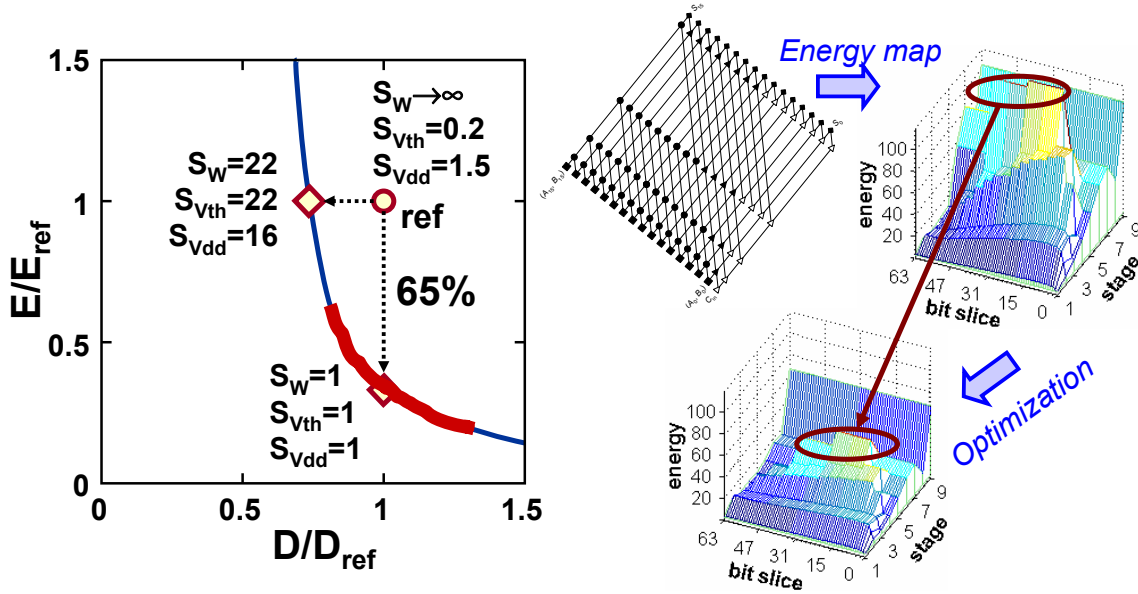 1.5
1
0.5
0
0
0.5
1
1.5
E/E_ref
D/D_ref
S_W→∞
S_Vth=0.2
S_Vdd=1.5
S_W=22
S_Vth=22
S_Vdd=16
ref
65%
S_W=1
S_Vth=1
S_Vdd=1
S_15
S_0
(A_15, B_15)
(A_0, B_0)
C_in
Energy map
energy
100
80
60
40
20
63
47
31
15
0
bit slice
1
3
5
7
9
stage
Optimization
energy
100
80
60
40
20
63
47
31
15
0
bit slice
1
3
5
7
9
stage